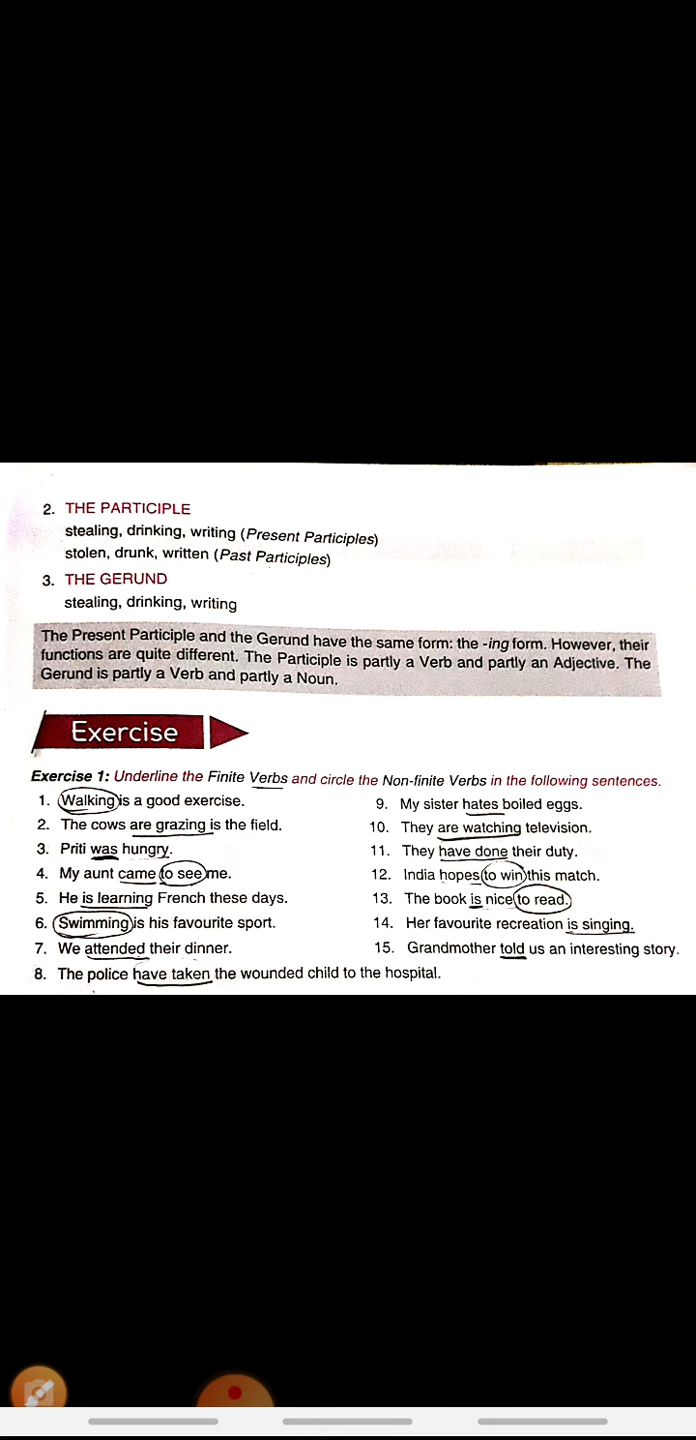 2. THE PARTICIPLE
stealing, drinking, writing (Present Participles)
stolen, drunk, written (Past Participles)
3. THE GERUND
stealing, drinking, writing
The Present Participle and the Gerund have the same form: the -ing form. However, their
functions are quite different. The Participle is partly a Verb and partly an Adjective. The
Gerund is partly a Verb and partly a Noun.
Exercise
Exercise 1: Underline the Finite Verbs and circle the Non-finite Verbs in the following sentences.
1. Walking is a good exercise.
2. The cows are grazing is the field.
3. Priti was hungry.
4. My aunt came to see me.
5. He is learning French these days.
6. Swimming is his favourite sport.
7. We attended their dinner.
8. The police have taken the wounded child to the hospital.
9. My sister hates boiled eggs.
10. They are watching television.
11. They have done their duty.
12. India hopes to win this match.
13. The book is nice to read.
14. Her favourite recreation is singing.
15. Grandmother told us an interesting story.